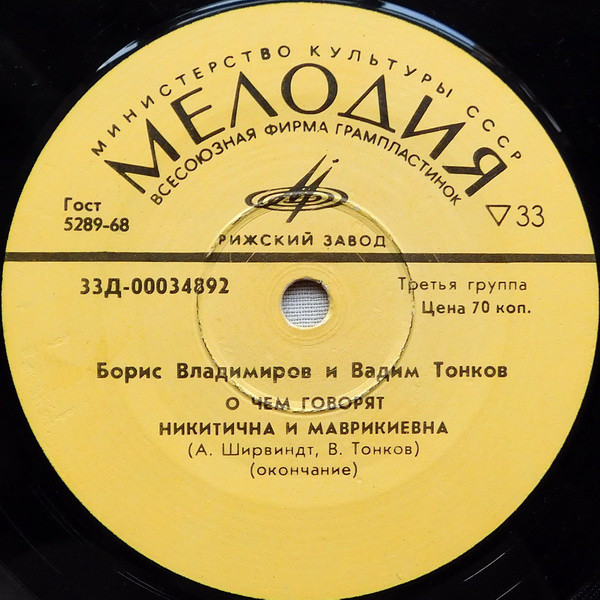 МИНИСТЕРСТВО КУЛЬТУРЫ СССР
МЕЛОДИЯ
ВСЕСОЮЗНАЯ ФИРМА ГРАМПЛАСТИНОК
Гост
5289-68
▽33
РИЖСКИЙ ЗАВОД
33Д-00034892
Третья группа
Цена 70 коп.
Борис Владимиров и Вадим Тонков
О ЧЕМ ГОВОРЯТ
НИКИТИЧНА И МАВРИКИЕВНА
(А. Ширвиндт, В. Тонков)
(окончание)